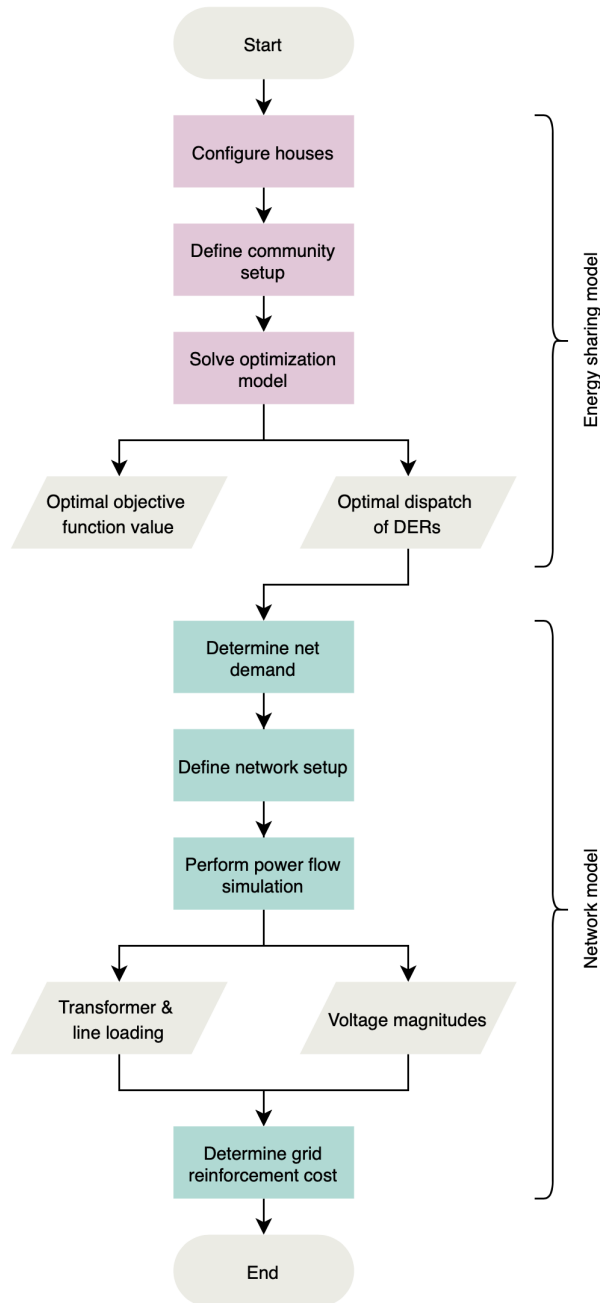 Start
Configure houses
Define community
setup
Solve optimization
model
Optimal objective
function value
Optimal dispatch
of DERs
Energy sharing model
Determine net
demand
Define network setup
Perform power flow
simulation
Transformer &
line loading
Voltage magnitudes
Determine grid
reinforcement cost
Network model
End